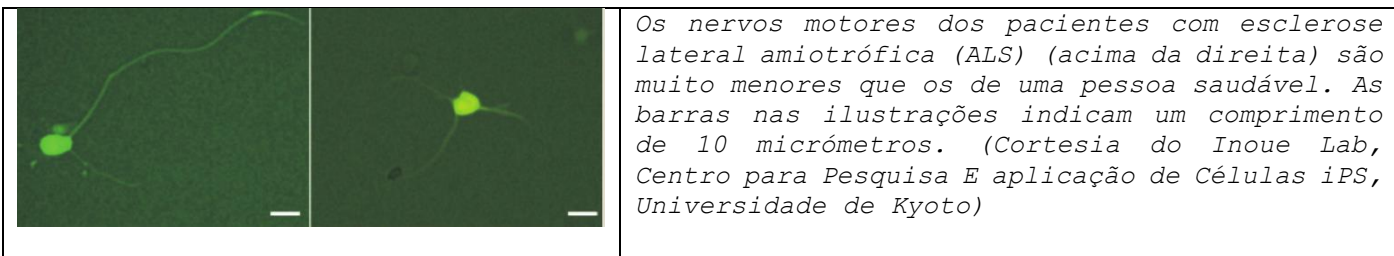 Os nervos motores dos pacientes com esclerose
lateral amiotrófica (ALS) (acima da direita) são
muito menores que os de uma pessoa saudável. As
barras nas ilustrações indicam um comprimento
de 10 micrómetros. (Cortesia do Inoue Lab,
Centro para Pesquisa E aplicação de Células iPS,
Universidade de Kyoto)